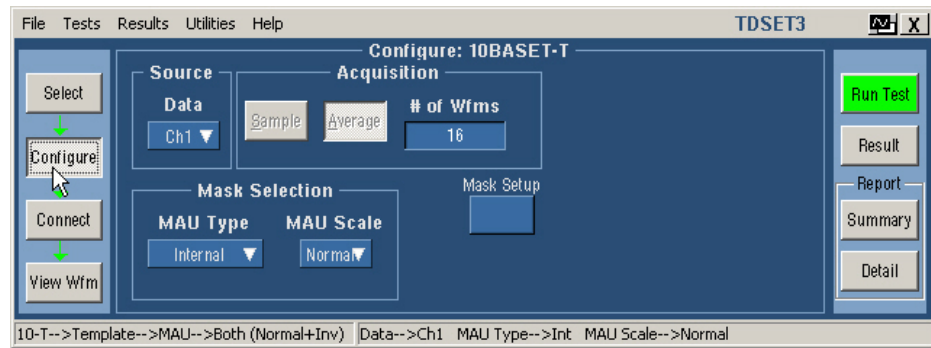 File Tests Results Utilities Help TDSET3 X
Configure: 10BASET-T
Source
Data
Ch1
Acquisition
Sample Average
# of Wfms
16
Mask Selection
MAU Type MAU Scale
Internal Normal
Mask Setup
Select
Configure
Connect
View Wfm
Run Test
Result
Report
Summary
Detail
10-T-->Template-->MAU-->Both (Normal+Inv) Data-->Ch1 MAU Type-->Int MAU Scale-->Normal